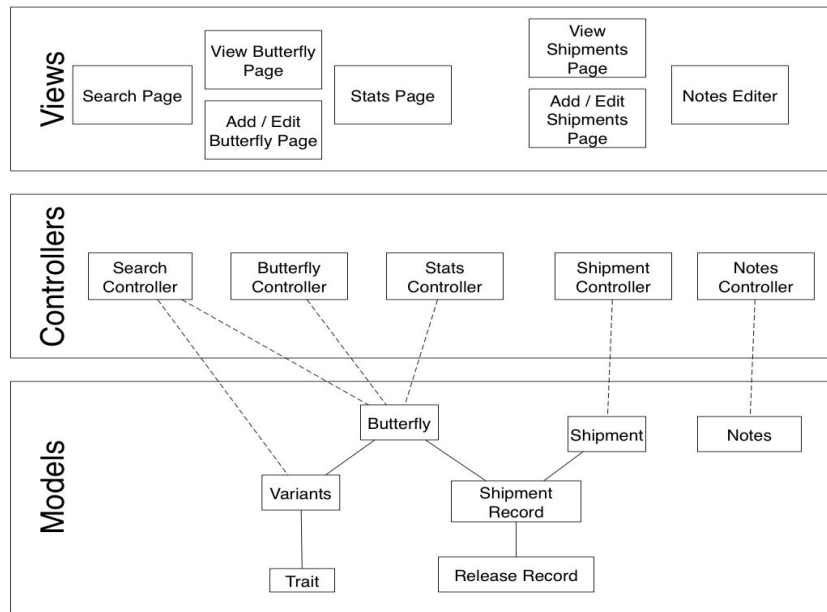 Views
Search Page
View Butterfly
Page
Add / Edit
Butterfly Page
Stats Page
View
Shipments
Page
Add / Edit
Shipments
Page
Notes Editer
Controllers
Search
Controller
Butterfly
Controller
Stats
Controller
Shipment
Controller
Notes
Controller
Models
Butterfly
Shipment
Notes
Variants
Shipment
Record
Trait
Release Record